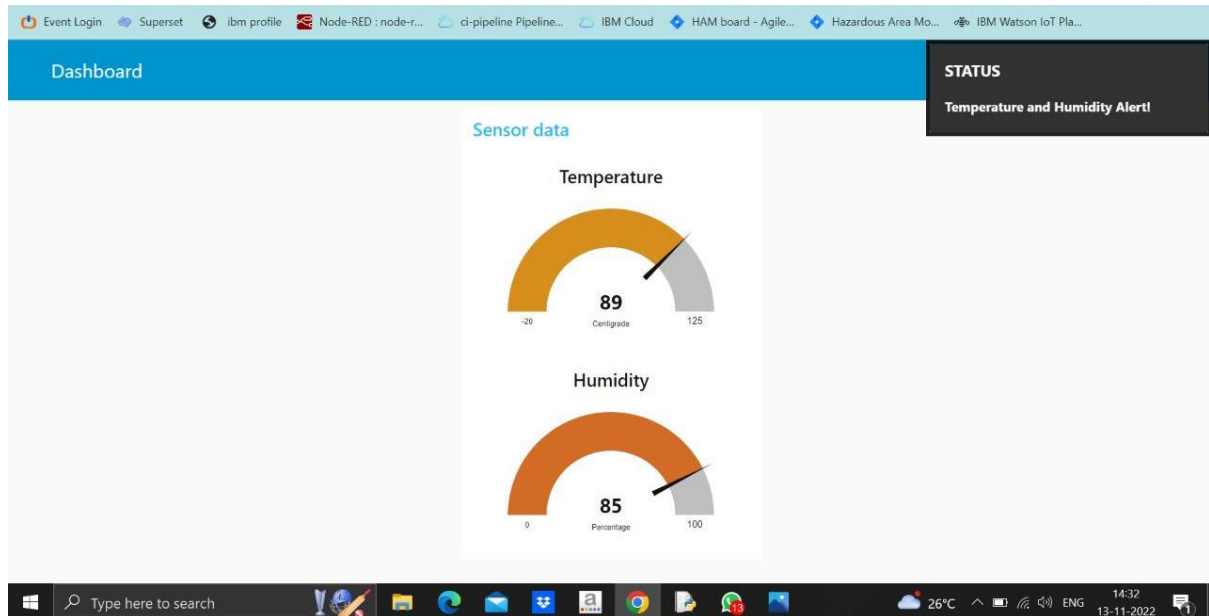 Event Login Superset ibm profile Node-RED : node-r... ci-pipeline Pipeline... IBM Cloud HAM board - Agile... Hazardous Area Mo... IBM Watson IoT Pla...
Dashboard
STATUS
Temperature and Humidity Alert!
Sensor data
Temperature
89
Centigrade
-20 125
Humidity
85
Percentage
0 100
Type here to search
a
13
26°C ENG
14:32
13-11-2022
1